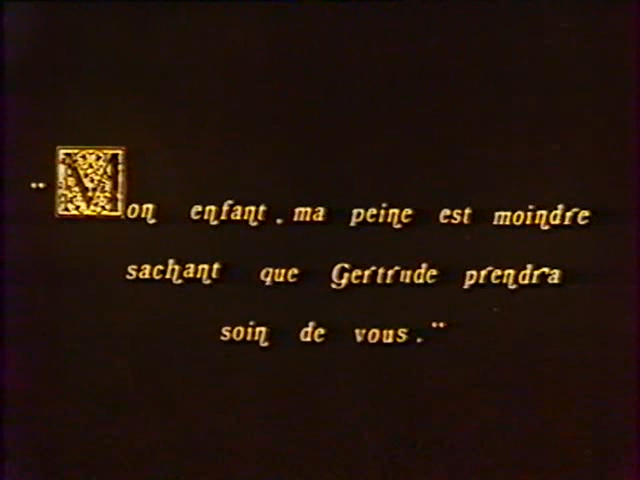 "Mon enfant, ma peine est moindre
sachant que Gertrude prendra
soin de vous."